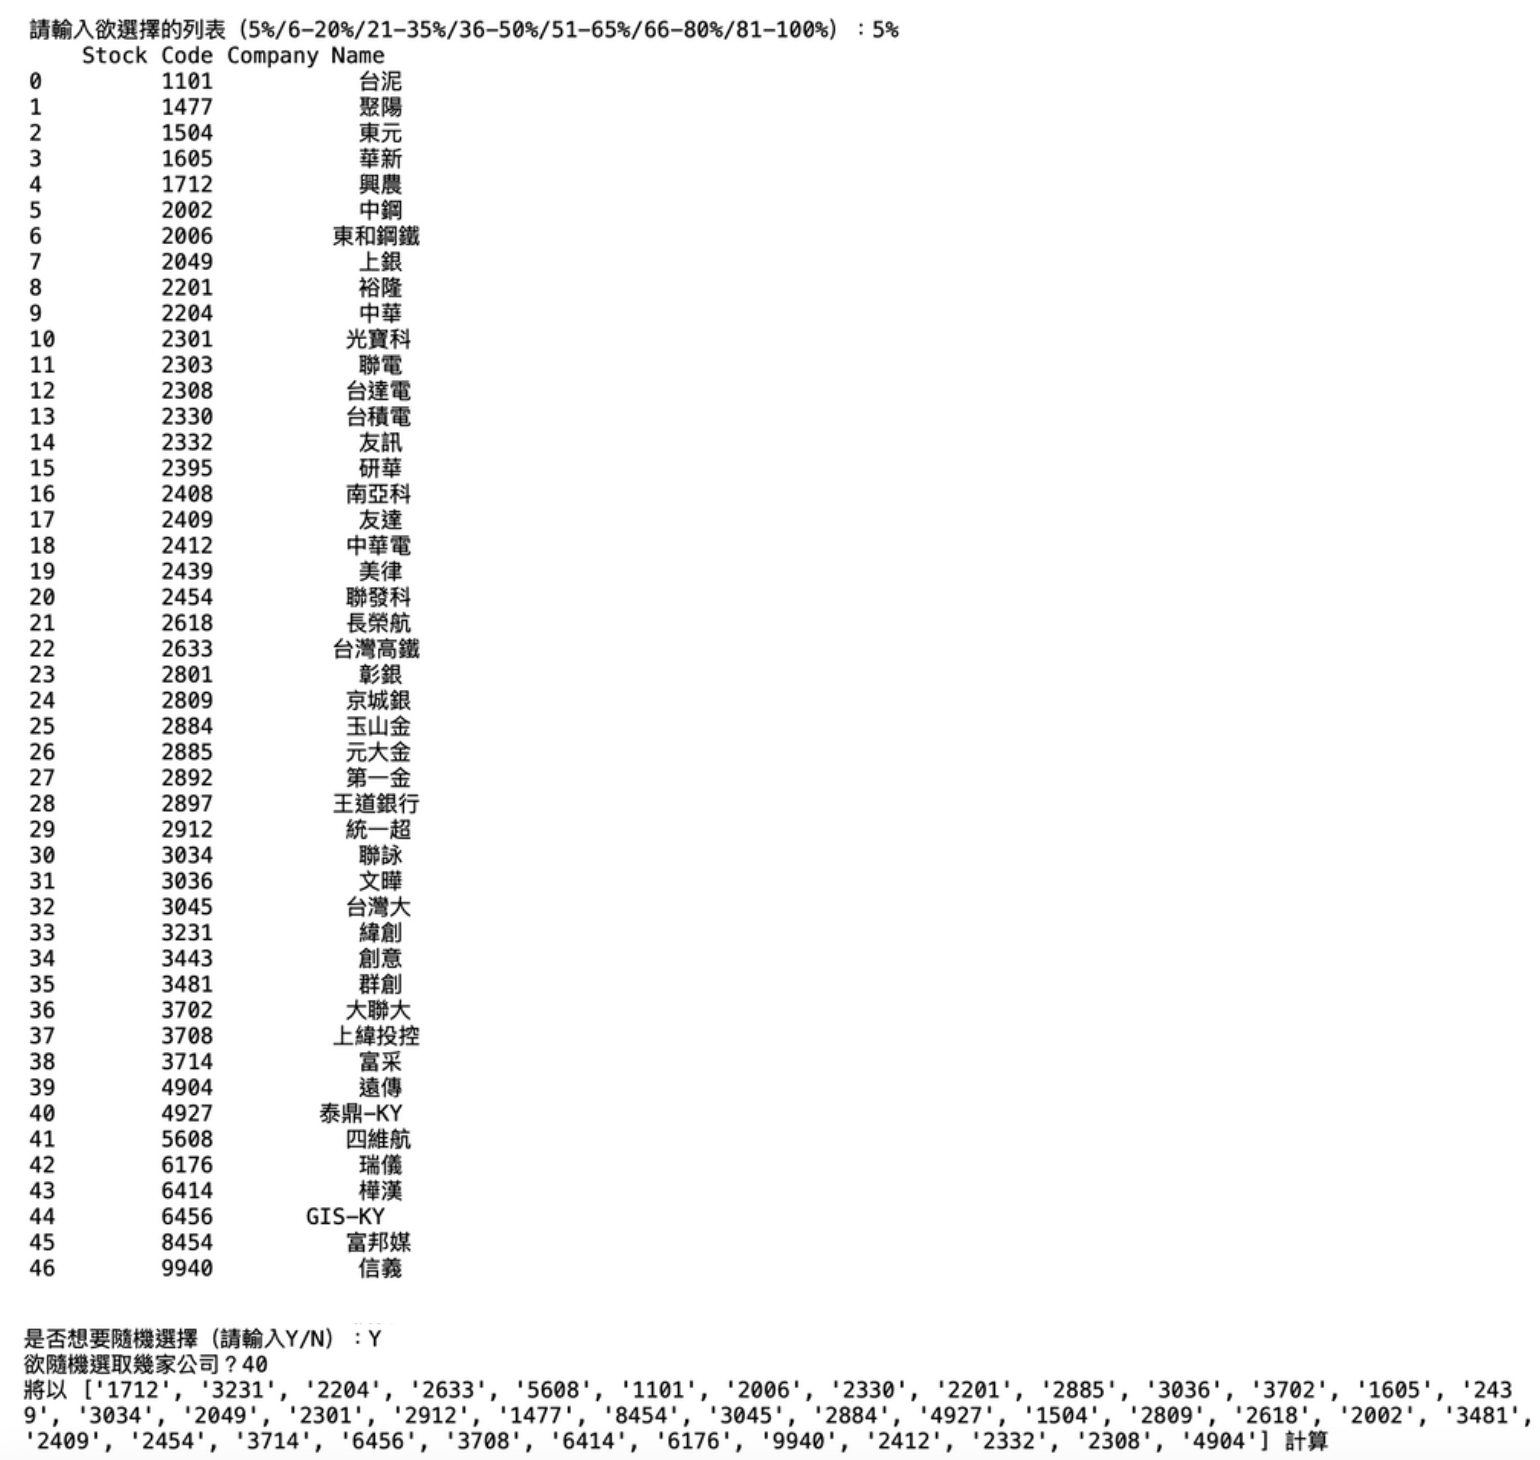 請輸入欲選擇的列表（5%/6-20%/21-35%/36-50%/51-65%/66-80%/81-100%）：5%
Stock Code Company Name
0 1101 台泥
1 1477 聚陽
2 1504 東元
3 1605 華新
4 1712 興農
5 2002 中鋼
6 2006 東和鋼鐵
7 2049 上銀
8 2201 裕隆
9 2204 中華
10 2301 光寶科
11 2303 聯電
12 2308 台達電
13 2330 台積電
14 2332 友訊
15 2395 研華
16 2408 南亞科
17 2409 友達
18 2412 中華電
19 2439 美律
20 2454 聯發科
21 2618 長榮航
22 2633 台灣高鐵
23 2801 彰銀
24 2809 京城銀
25 2884 玉山金
26 2885 元大金
27 2892 第一金
28 2897 王道銀行
29 2912 統一超
30 3034 聯詠
31 3036 文曄
32 3045 台灣大
33 3231 緯創
34 3443 創意
35 3481 群創
36 3702 大聯大
37 3708 上緯投控
38 3714 富采
39 4904 遠傳
40 4927 泰鼎-KY
41 5608 四維航
42 6176 瑞儀
43 6414 樺漢
44 6456 GIS-KY
45 8454 富邦媒
46 9940 信義
是否想要隨機選擇（請輸入Y/N）：Y
欲隨機選取幾家公司？40
將以 ['1712', '3231', '2204', '2633', '5608', '1101', '2006', '2330', '2201', '2885', '3036', '3702', '1605', '243
9', '3034', '2049', '2301', '2912', '1477', '8454', '3045', '2884', '4927', '1504', '2809', '2618', '2002', '3481',
'2409', '2454', '3714', '6456', '3708', '6414', '6176', '9940', '2412', '2332', '2308', '4904'] 計算